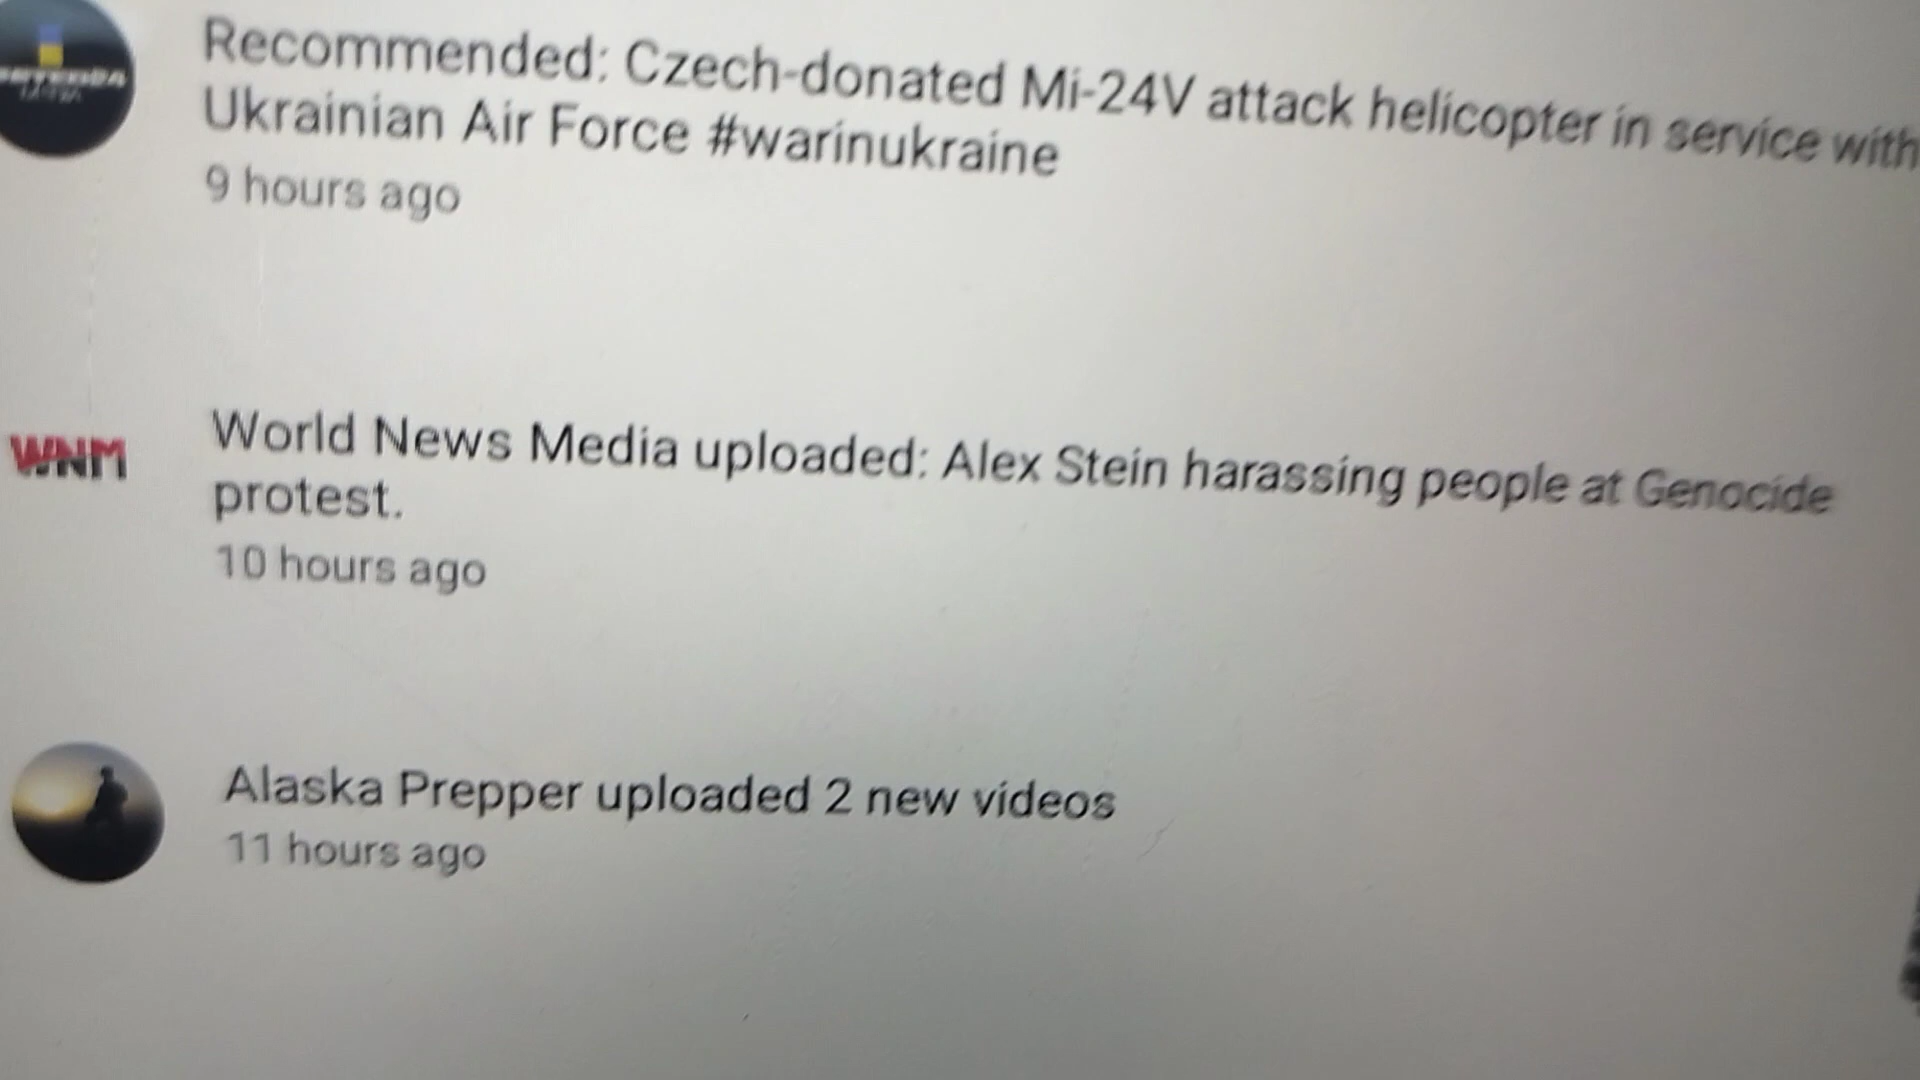 Recommended: Czech-donated Mi-24V attack helicopter in service with
Ukrainian Air Force #warinukraine
9 hours ago
WNM
World News Media uploaded: Alex Stein harassing people at Genocide
protest.
10 hours ago
Alaska Prepper uploaded 2 new videos
11 hours ago